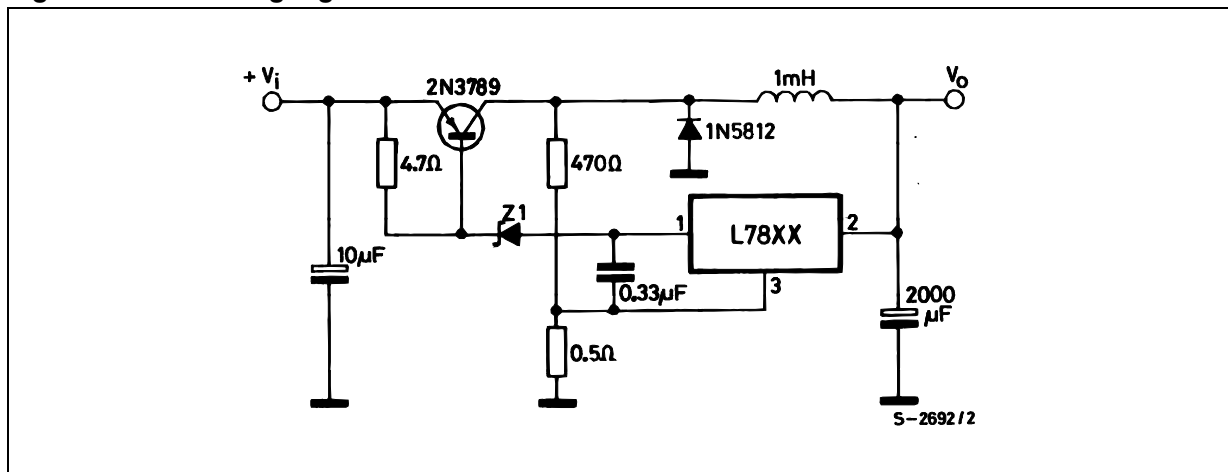 + Vi
2N3789
1mH
Vo
4.7Ω
470Ω
1N5812
Z1
1
L78XX
2
10µF
0.33µF
3
2000
µF
0.5Ω
S-2692/2